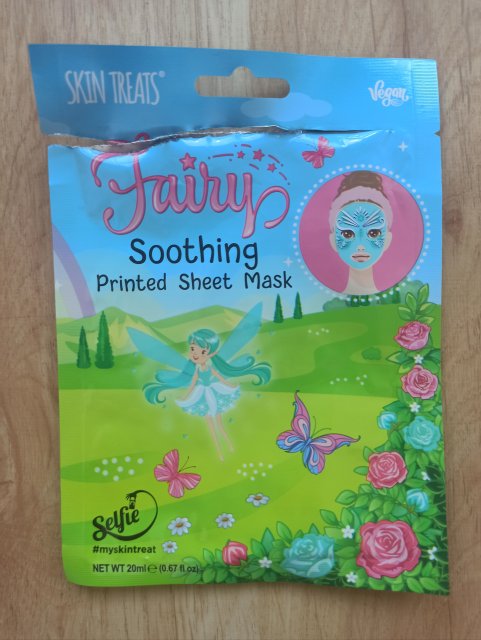 SKIN TREATS®
Vegan
Fairy
Soothing
Printed Sheet Mask
Selfie
#myskintreat
NET WT 20ml ℮ (0.67 fl oz)